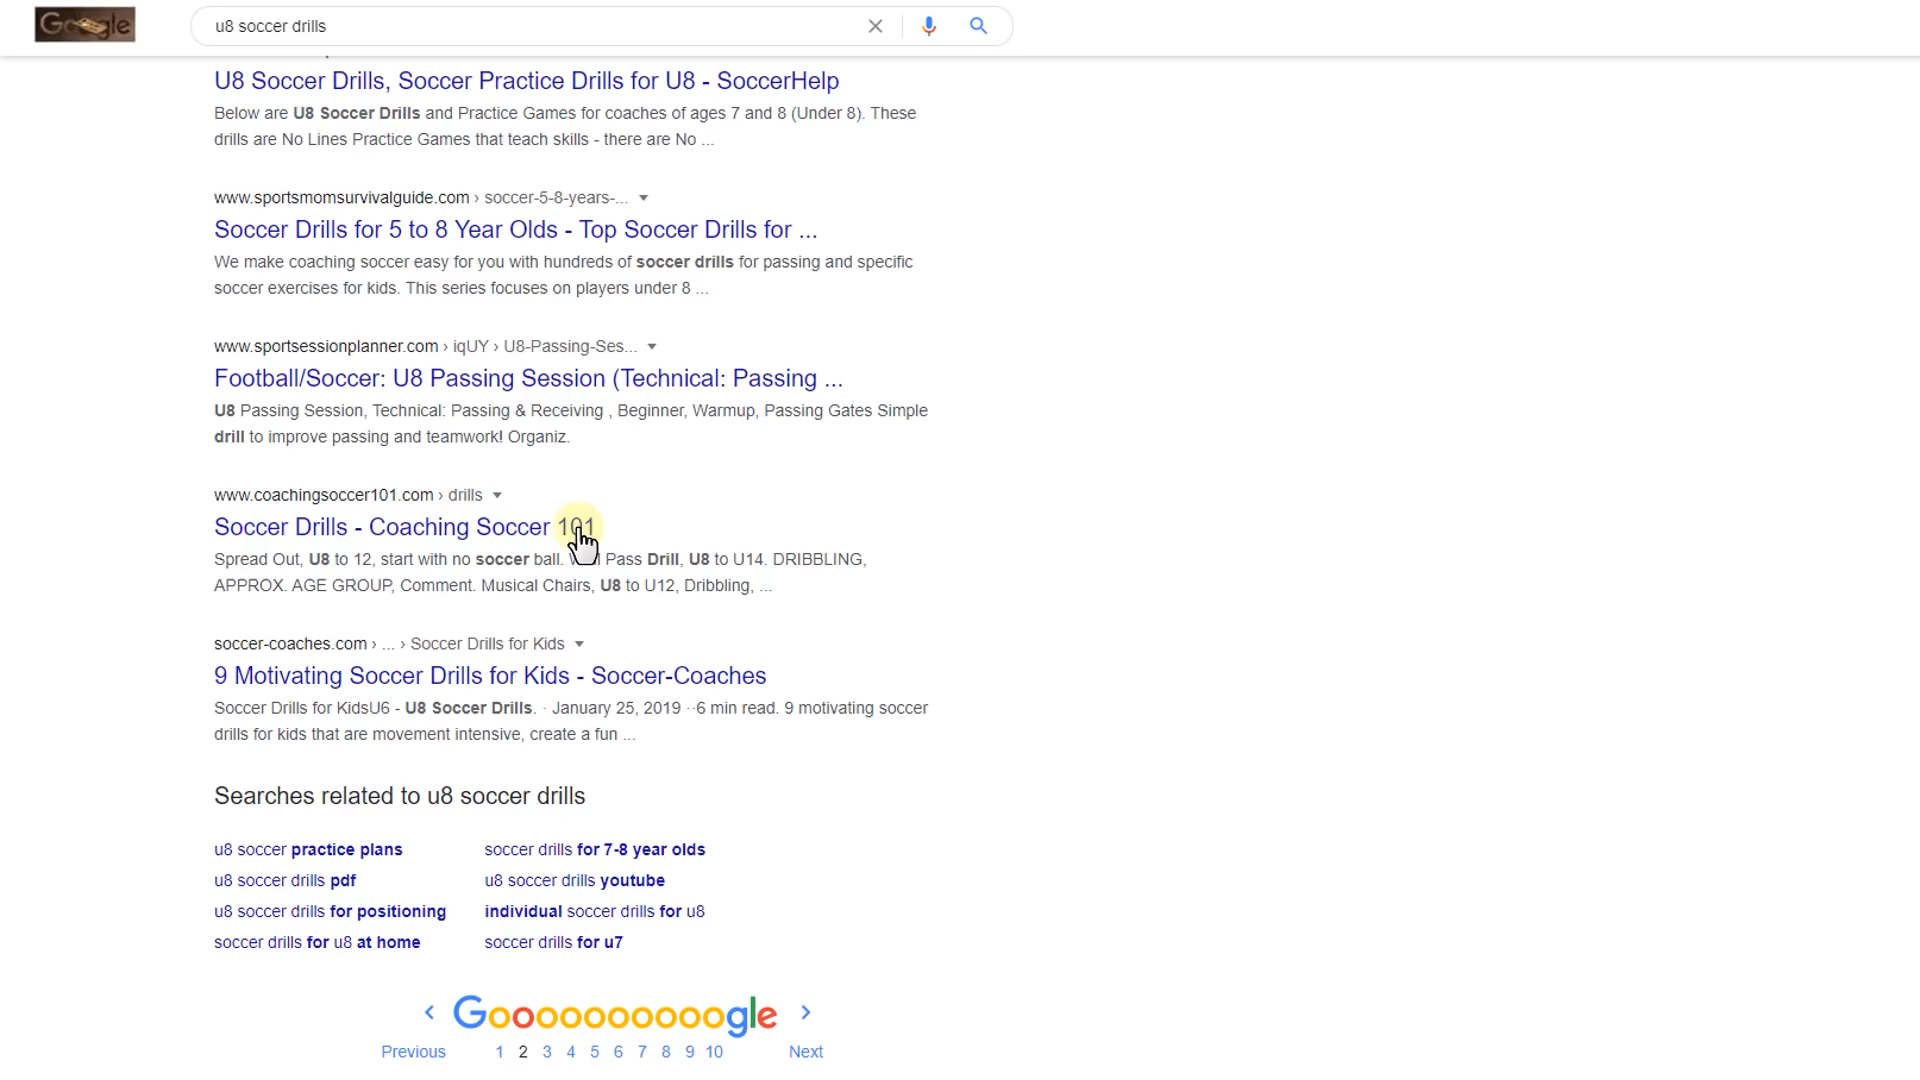 Google
u8 soccer drills
U8 Soccer Drills, Soccer Practice Drills for U8 - SoccerHelp
Below are U8 Soccer Drills and Practice Games for coaches of ages 7 and 8 (Under 8). These
drills are No Lines Practice Games that teach skills - there are No ...
www.sportsmomsurvivalguide.com › soccer-5-8-years-...
Soccer Drills for 5 to 8 Year Olds - Top Soccer Drills for ...
We make coaching soccer easy for you with hundreds of soccer drills for passing and specific
soccer exercises for kids. This series focuses on players under 8 ...
www.sportsessionplanner.com › iqUY › U8-Passing-Ses...
Football/Soccer: U8 Passing Session (Technical: Passing ...
U8 Passing Session, Technical: Passing & Receiving , Beginner, Warmup, Passing Gates Simple
drill to improve passing and teamwork! Organiz.
www.coachingsoccer101.com › drills
Soccer Drills - Coaching Soccer 101
Spread Out, U8 to 12, start with no soccer ball. Pass Drill, U8 to U14. DRIBBLING,
APPROX. AGE GROUP, Comment. Musical Chairs, U8 to U12, Dribbling, ...
soccer-coaches.com › ... › Soccer Drills for Kids
9 Motivating Soccer Drills for Kids - Soccer-Coaches
Soccer Drills for KidsU6 - U8 Soccer Drills. · January 25, 2019 ··6 min read. 9 motivating soccer
drills for kids that are movement intensive, create a fun ...
Searches related to u8 soccer drills
u8 soccer practice plans soccer drills for 7-8 year olds
u8 soccer drills pdf u8 soccer drills youtube
u8 soccer drills for positioning individual soccer drills for u8
soccer drills for u8 at home soccer drills for u7
Goooooooooogle
Previous 1 2 3 4 5 6 7 8 9 10 Next